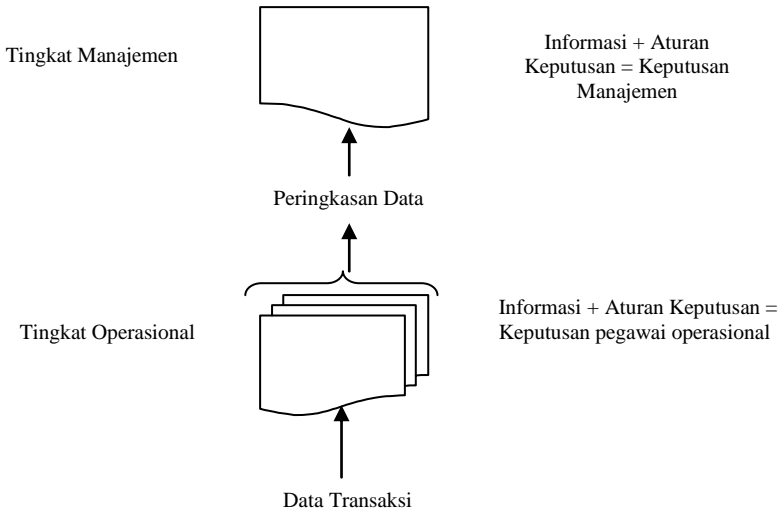 Tingkat Manajemen
Informasi + Aturan
Keputusan = Keputusan
Manajemen
Peringkasan Data
Tingkat Operasional
Informasi + Aturan Keputusan =
Keputusan pegawai operasional
Data Transaksi